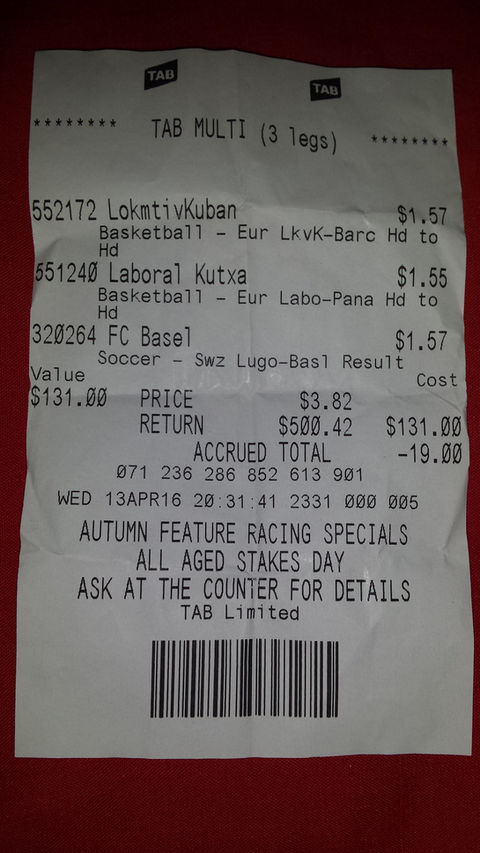 TAB TAB
******** TAB MULTI (3 legs) ********
552172 LokmtivKuban $1.57
Basketball - Eur LkvK-Barc Hd to
Hd
551240 Laboral Kutxa $1.55
Basketball - Eur Labo-Pana Hd to
Hd
320264 FC Basel $1.57
Soccer - Swz Lugo-Basl Result
Value Cost
$131.00 PRICE $3.82
RETURN $500.42 $131.00
ACCRUED TOTAL -19.00
071 236 286 852 613 901
WED 13APR16 20:31:41 2331 000 005
AUTUMN FEATURE RACING SPECIALS
ALL AGED STAKES DAY
ASK AT THE COUNTER FOR DETAILS
TAB Limited